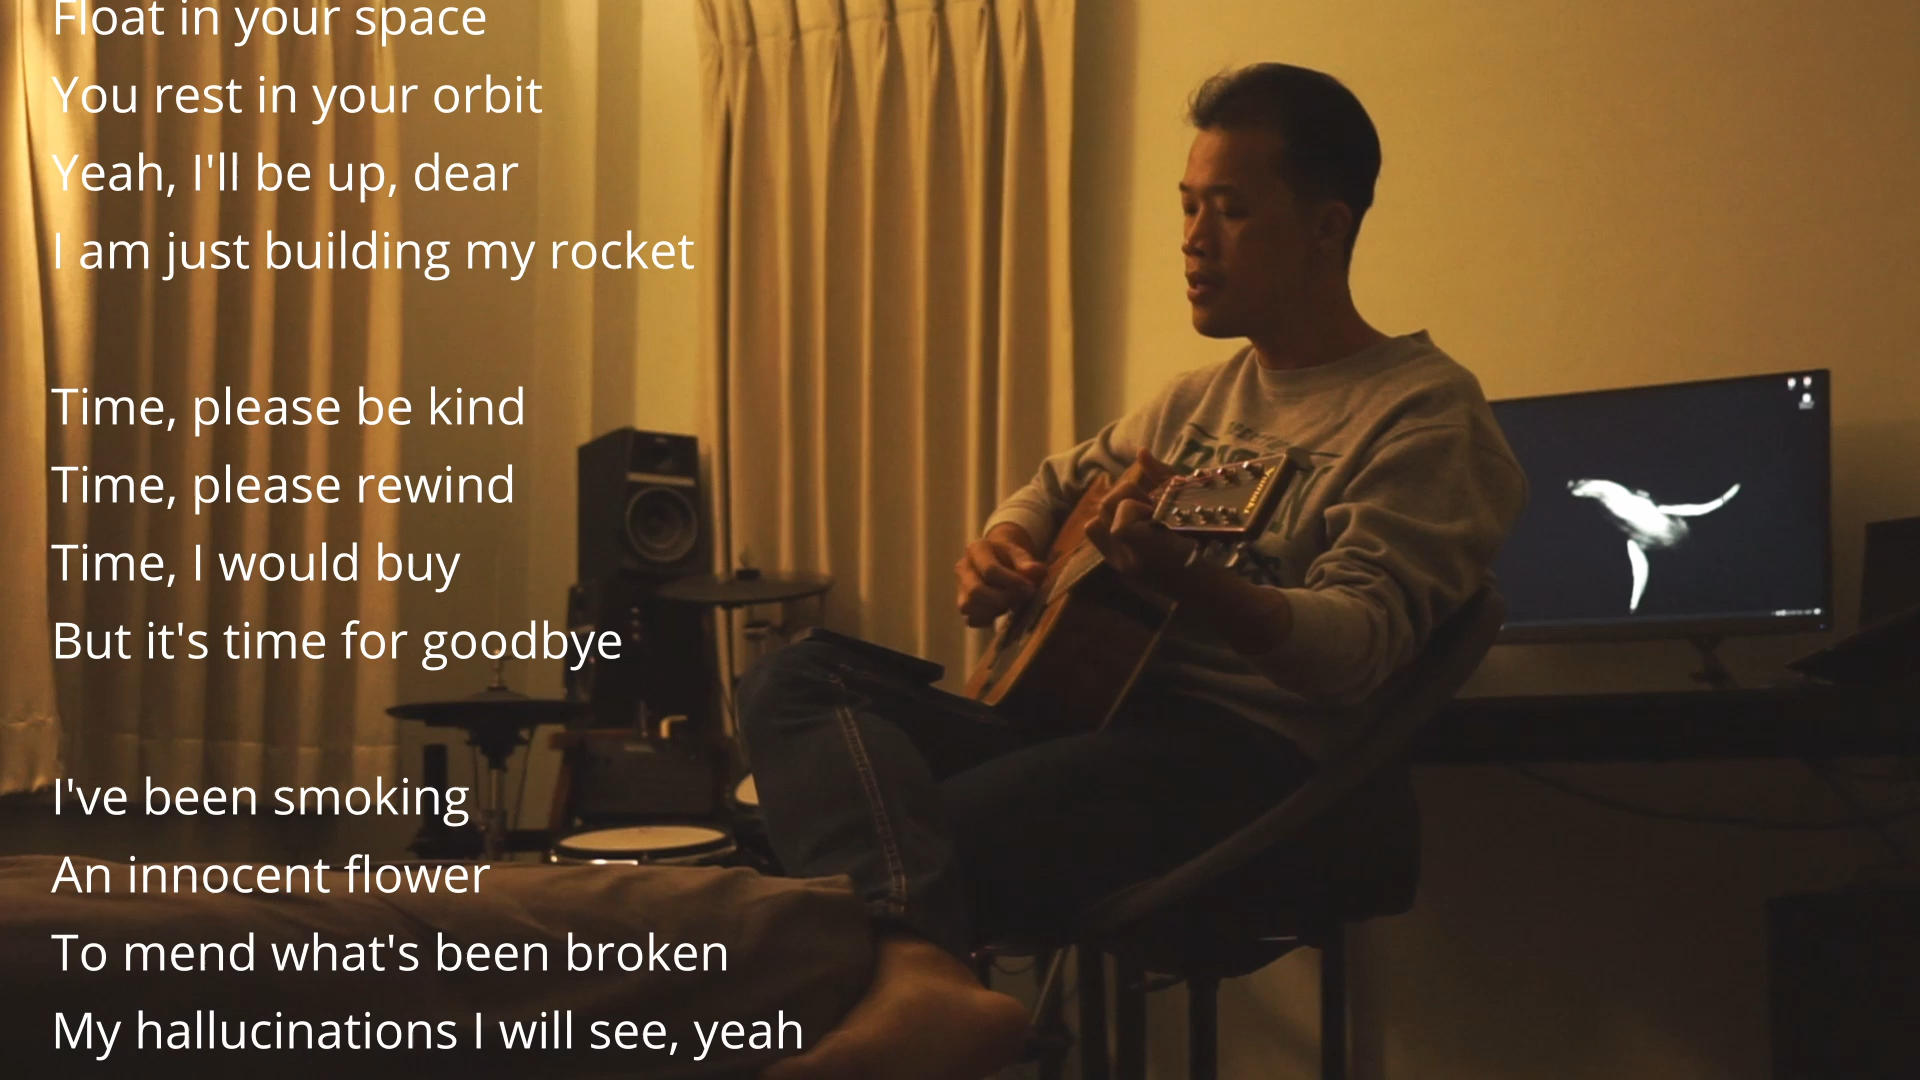 Float in your space
You rest in your orbit
Yeah, I'll be up, dear
I am just building my rocket
Time, please be kind
Time, please rewind
Time, I would buy
But it's time for goodbye
I've been smoking
An innocent flower
To mend what's been broken
My hallucinations I will see, yeah